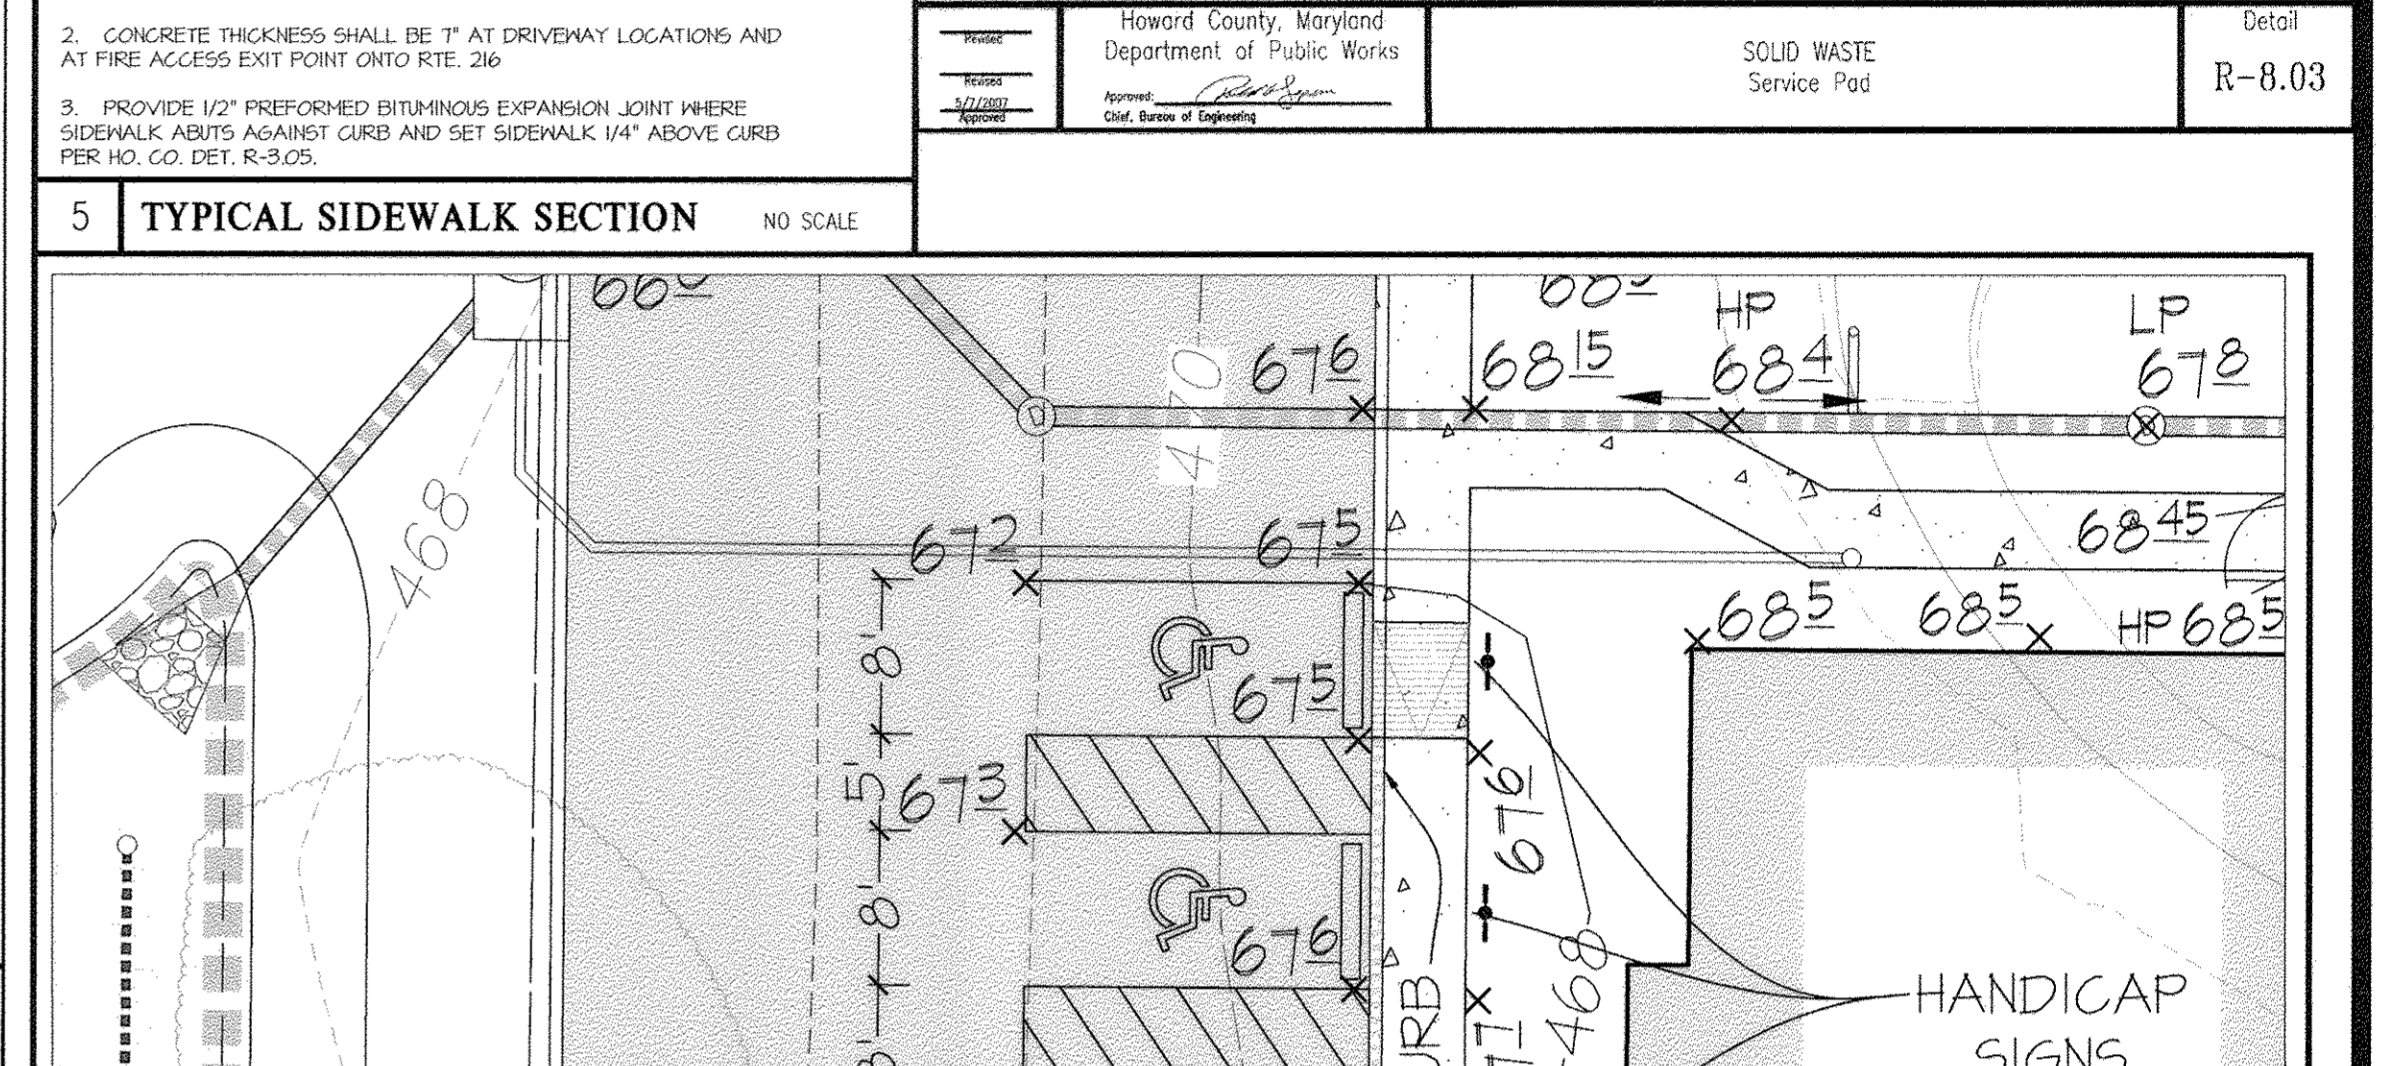 2. CONCRETE THICKNESS SHALL BE 7" AT DRIVEWAY LOCATIONS AND
AT FIRE ACCESS EXIT POINT ONTO RTE. 216
3. PROVIDE 1/2" PREFORMED BITUMINOUS EXPANSION JOINT WHERE
SIDEWALK ABUTS AGAINST CURB AND SET SIDEWALK 1/4" ABOVE CURB
PER HO. CO. DET. R-3.05.
5 TYPICAL SIDEWALK SECTION NO SCALE
Revised
Revised
5/7/2007
Approved
Howard County, Maryland
Department of Public Works
Approved:
Chief, Bureau of Engineering
SOLID WASTE
Service Pad
Detail
R-8.03
HP
LP
676
6815
684
678
470
D
468
672
675
6845
8'
675
685
685
HP 685
5'
673
676
8'
676
URB
468
HANDICAP
SIGNS